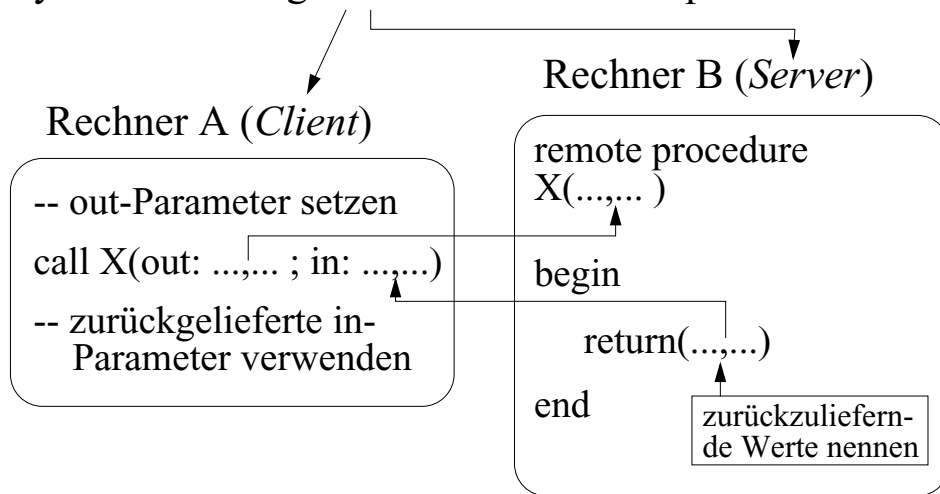 Rechner B (Server)
Rechner A (Client)
-- out-Parameter setzen
call X(out: ...,... ; in: ...,...)
-- zurückgelieferte in-
Parameter verwenden
remote procedure
X(...,... )
begin
return(...,...)
end
zurückzuliefern-
de Werte nennen